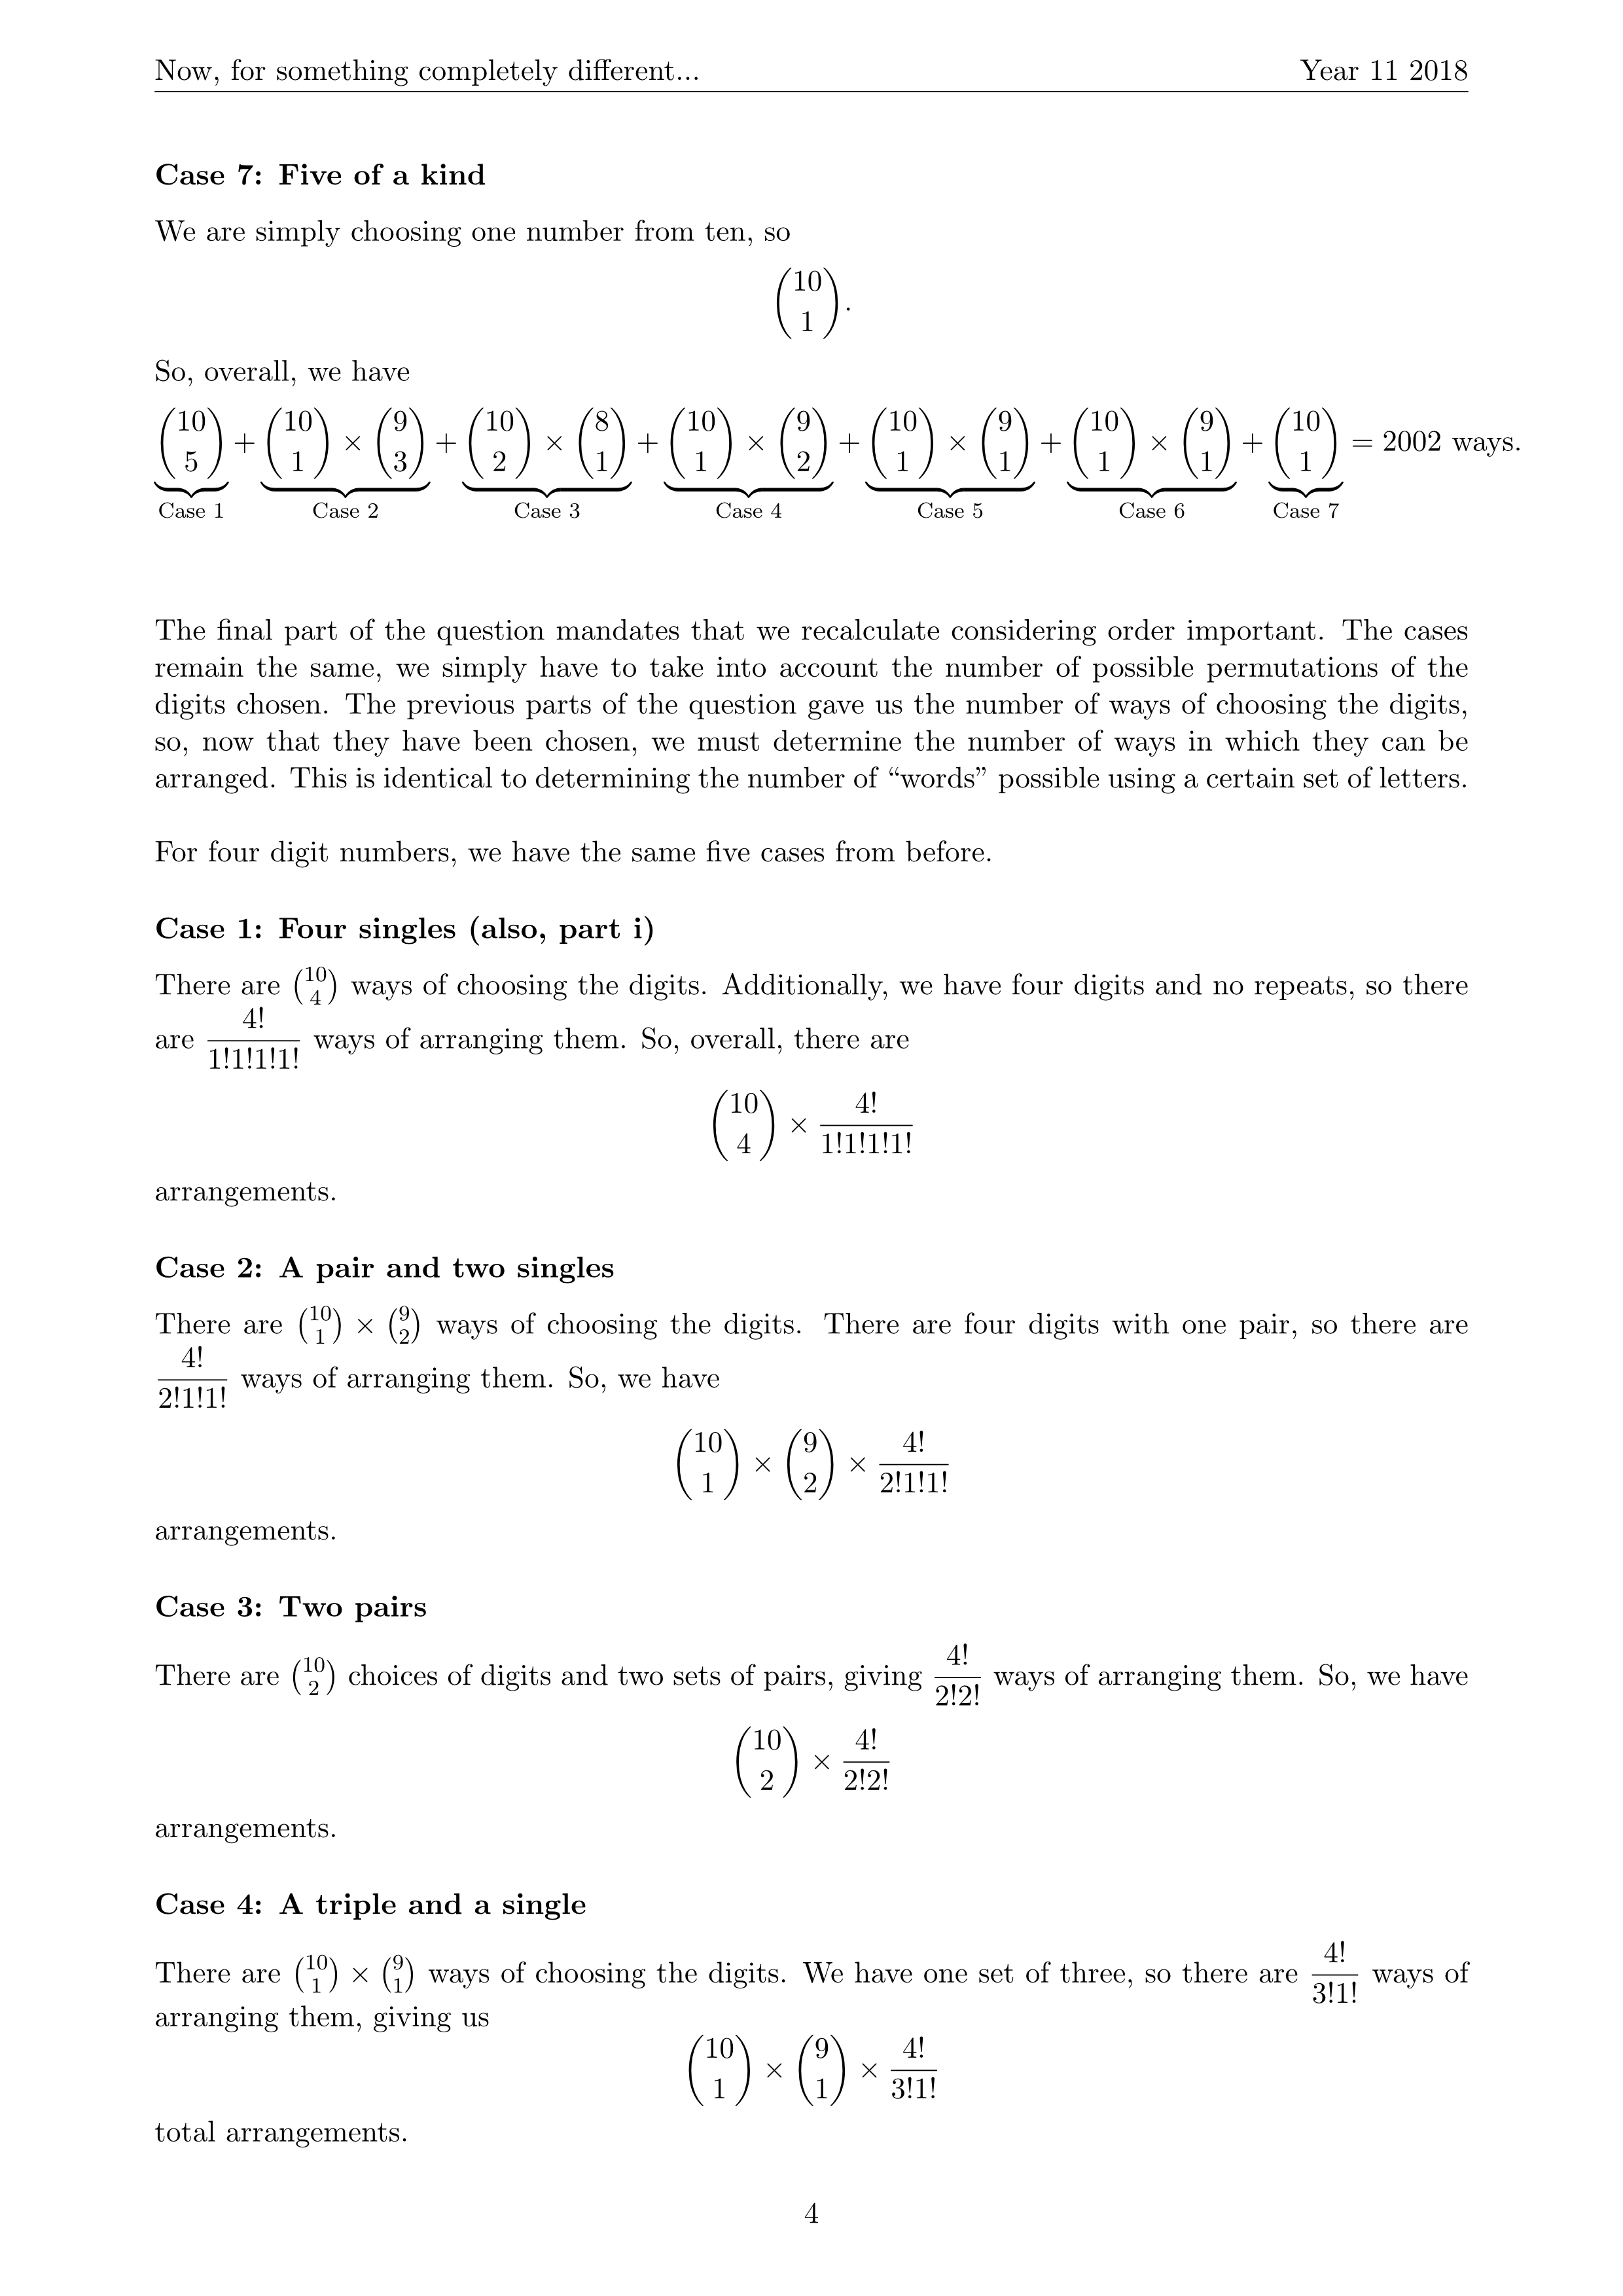 Now, for something completely different... Year 11 2018
Case 7: Five of a kind
We are simply choosing one number from ten, so
$\binom{10}{1}.$
So, overall, we have
$\underbrace{\binom{10}{5}}_{\text{Case 1}} + \underbrace{\binom{10}{1} \times \binom{9}{3}}_{\text{Case 2}} + \underbrace{\binom{10}{2} \times \binom{8}{1}}_{\text{Case 3}} + \underbrace{\binom{10}{1} \times \binom{9}{2}}_{\text{Case 4}} + \underbrace{\binom{10}{1} \times \binom{9}{1}}_{\text{Case 5}} + \underbrace{\binom{10}{1} \times \binom{9}{1}}_{\text{Case 6}} + \underbrace{\binom{10}{1}}_{\text{Case 7}} = 2002 \text{ ways.}$
The final part of the question mandates that we recalculate considering order important. The cases
remain the same, we simply have to take into account the number of possible permutations of the
digits chosen. The previous parts of the question gave us the number of ways of choosing the digits,
so, now that they have been chosen, we must determine the number of ways in which they can be
arranged. This is identical to determining the number of “words” possible using a certain set of letters.
For four digit numbers, we have the same five cases from before.
Case 1: Four singles (also, part i)
There are $\binom{10}{4}$ ways of choosing the digits. Additionally, we have four digits and no repeats, so there
are $\frac{4!}{1!1!1!1!}$ ways of arranging them. So, overall, there are
$\binom{10}{4} \times \frac{4!}{1!1!1!1!}$
arrangements.
Case 2: A pair and two singles
There are $\binom{10}{1} \times \binom{9}{2}$ ways of choosing the digits. There are four digits with one pair, so there are
$\frac{4!}{2!1!1!}$ ways of arranging them. So, we have
$\binom{10}{1} \times \binom{9}{2} \times \frac{4!}{2!1!1!}$
arrangements.
Case 3: Two pairs
There are $\binom{10}{2}$ choices of digits and two sets of pairs, giving $\frac{4!}{2!2!}$ ways of arranging them. So, we have
$\binom{10}{2} \times \frac{4!}{2!2!}$
arrangements.
Case 4: A triple and a single
There are $\binom{10}{1} \times \binom{9}{1}$ ways of choosing the digits. We have one set of three, so there are $\frac{4!}{3!1!}$ ways of
arranging them, giving us
$\binom{10}{1} \times \binom{9}{1} \times \frac{4!}{3!1!}$
total arrangements.
4